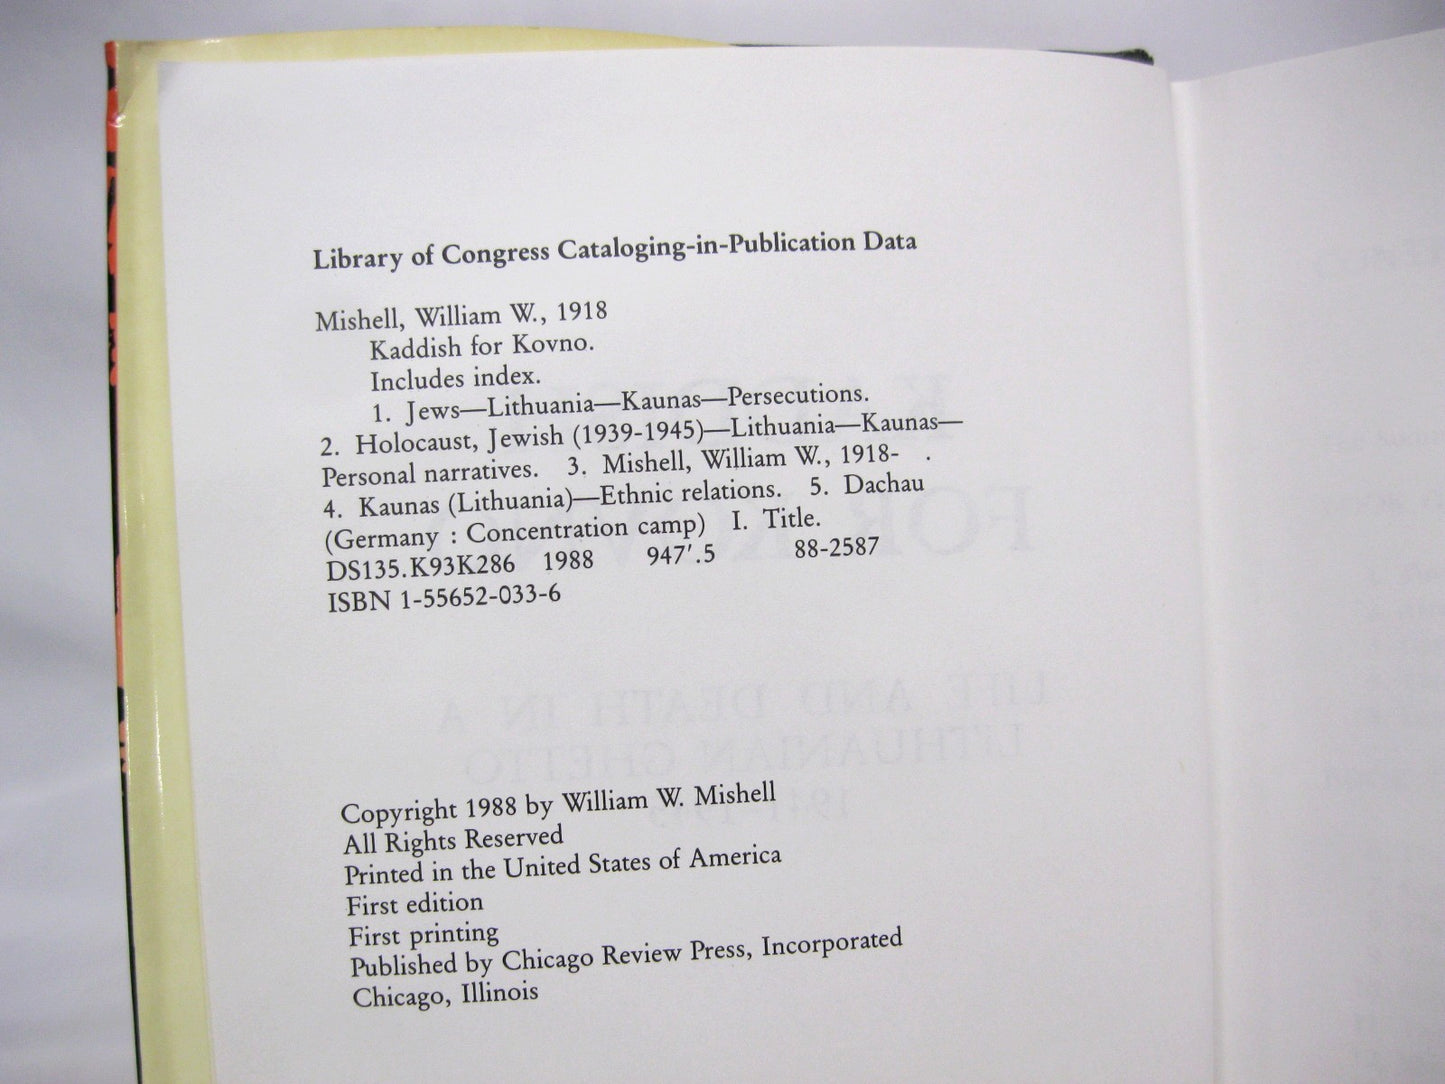 Library of Congress Cataloging-in-Publication Data
Mishell, William W., 1918
Kaddish for Kovno.
Includes index.
1. Jews—Lithuania—Kaunas—Persecutions.
2. Holocaust, Jewish (1939-1945)—Lithuania—Kaunas—
Personal narratives. 3. Mishell, William W., 1918- .
4. Kaunas (Lithuania)—Ethnic relations. 5. Dachau
(Germany : Concentration camp) I. Title.
DS135.K93K286 1988 947'.5 88-2587
ISBN 1-55652-033-6
Copyright 1988 by William W. Mishell
All Rights Reserved
Printed in the United States of America
First edition
First printing
Published by Chicago Review Press, Incorporated
Chicago, Illinois